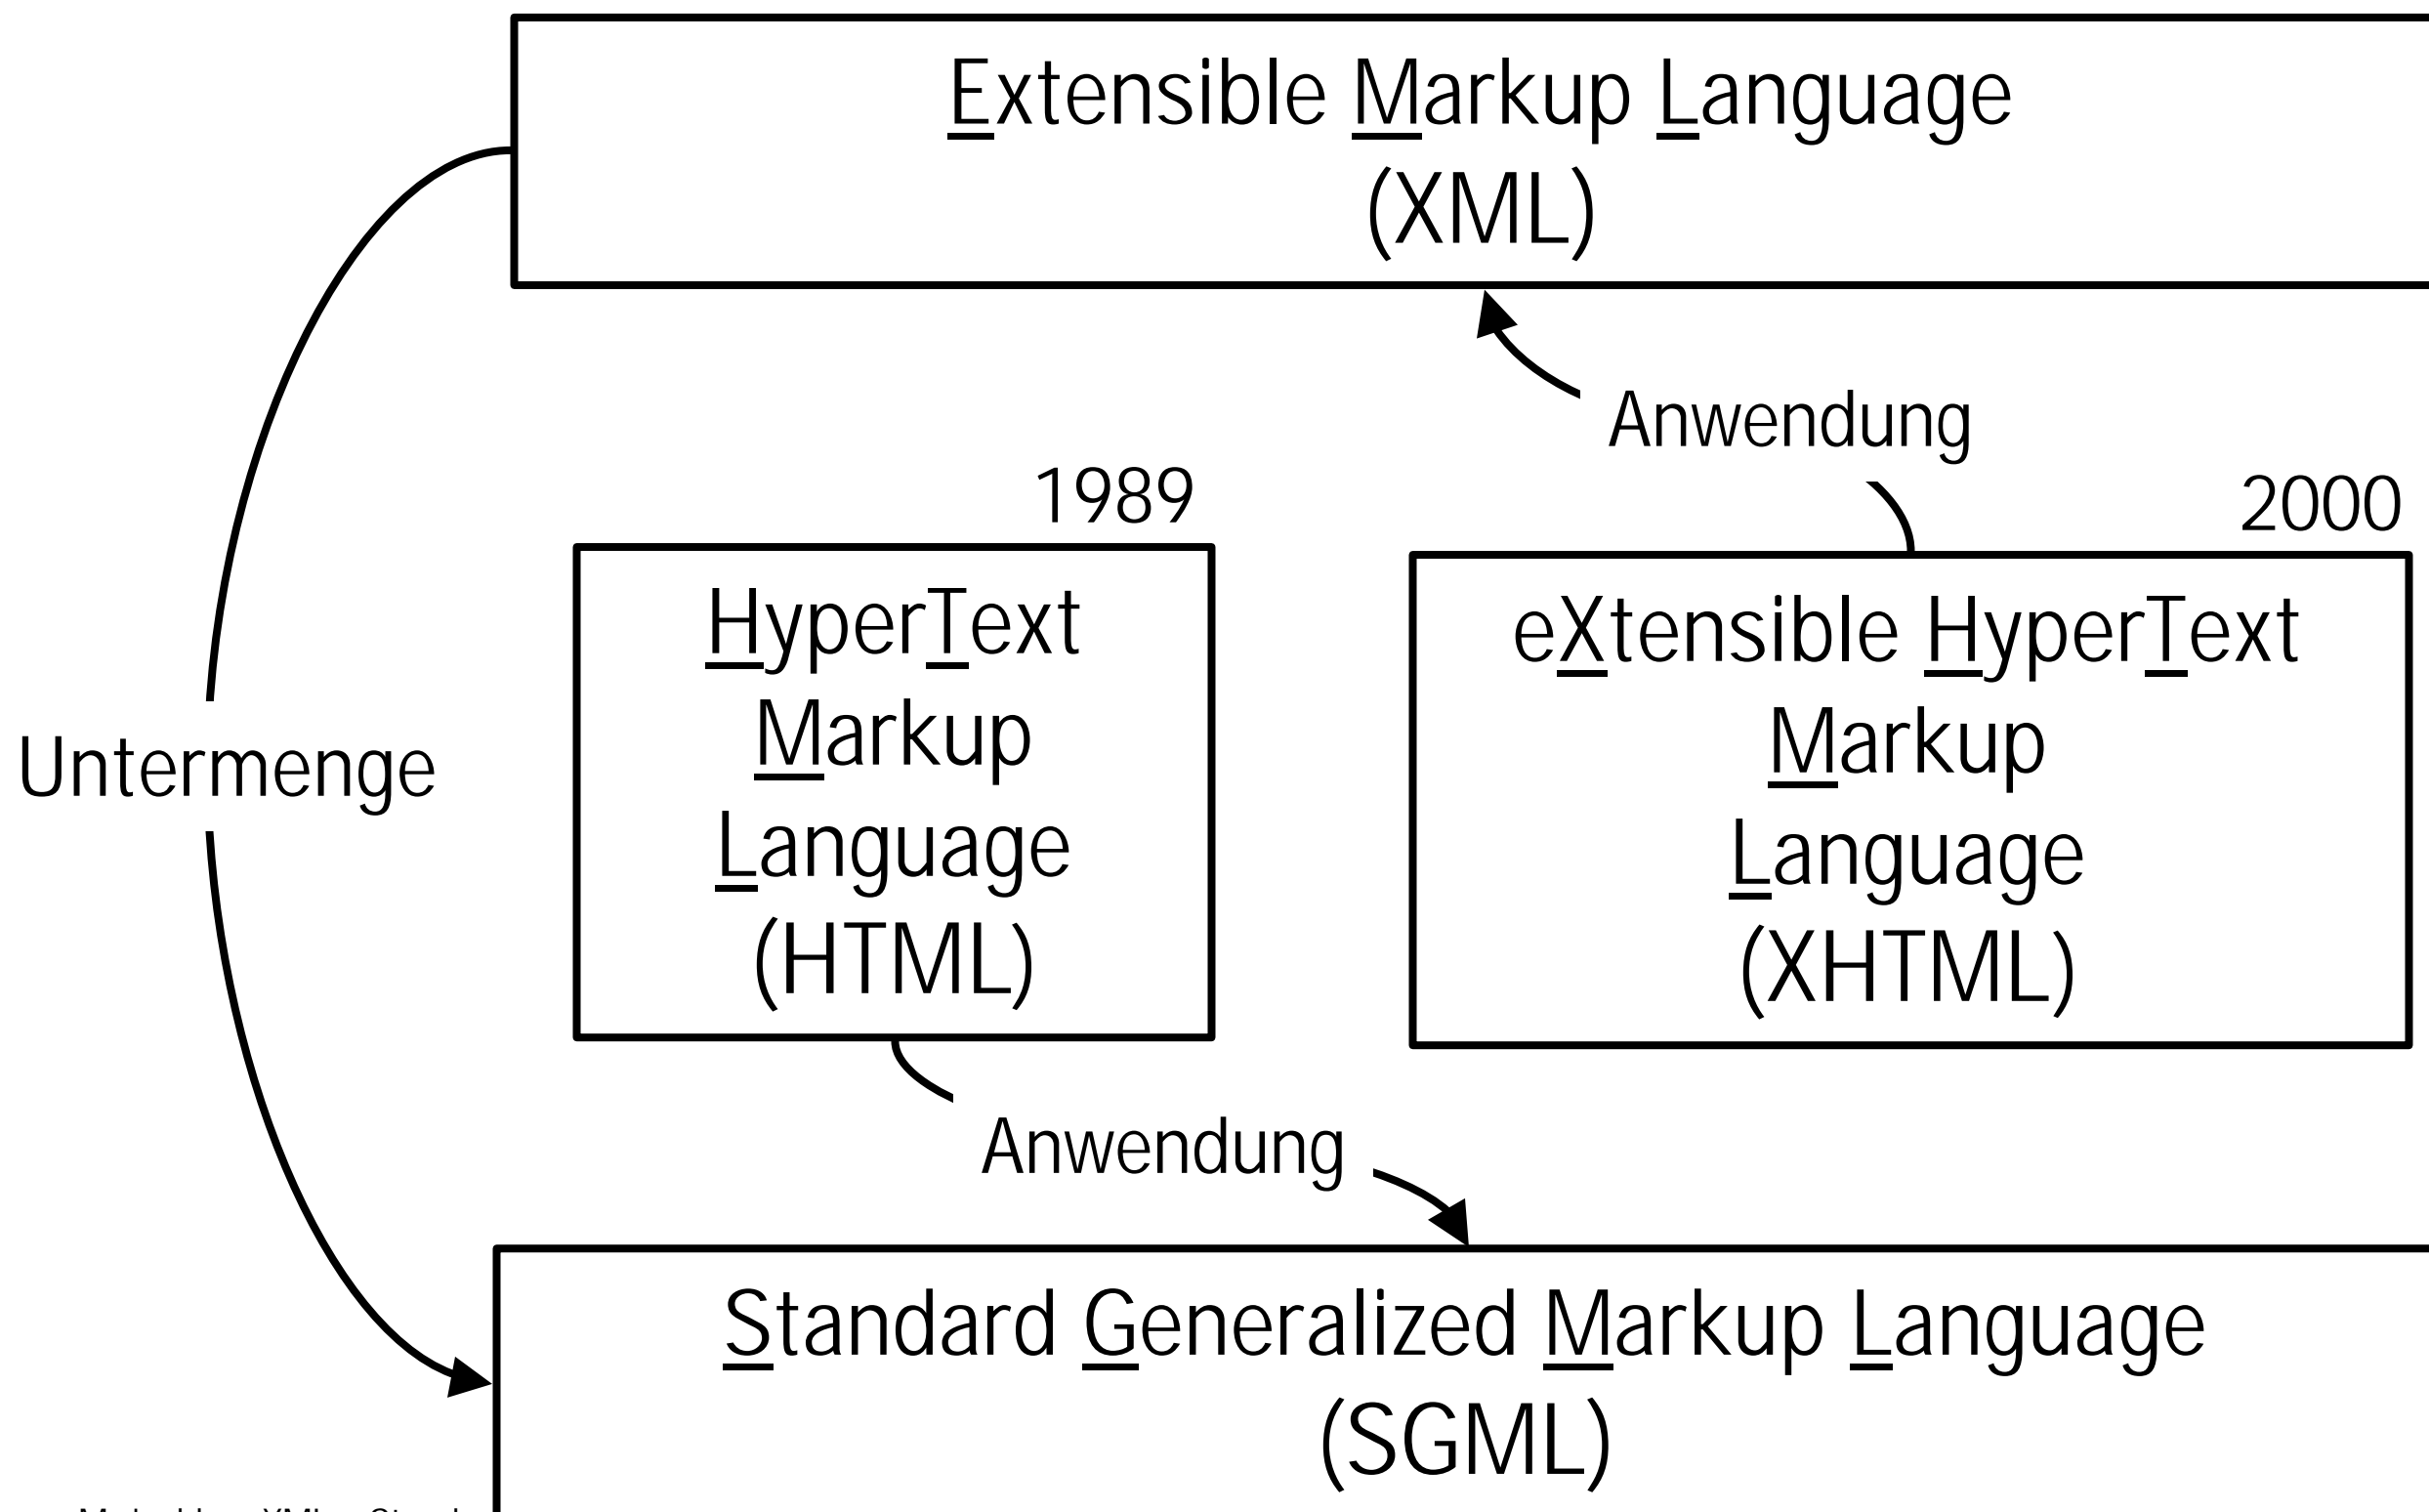 Extensible Markup Language
(XML)
Anwendung
1989
2000
HyperText
Markup
Language
(HTML)
eXtensible HyperText
Markup
Language
(XHTML)
Untermenge
Anwendung
Standard Generalized Markup Language
(SGML)